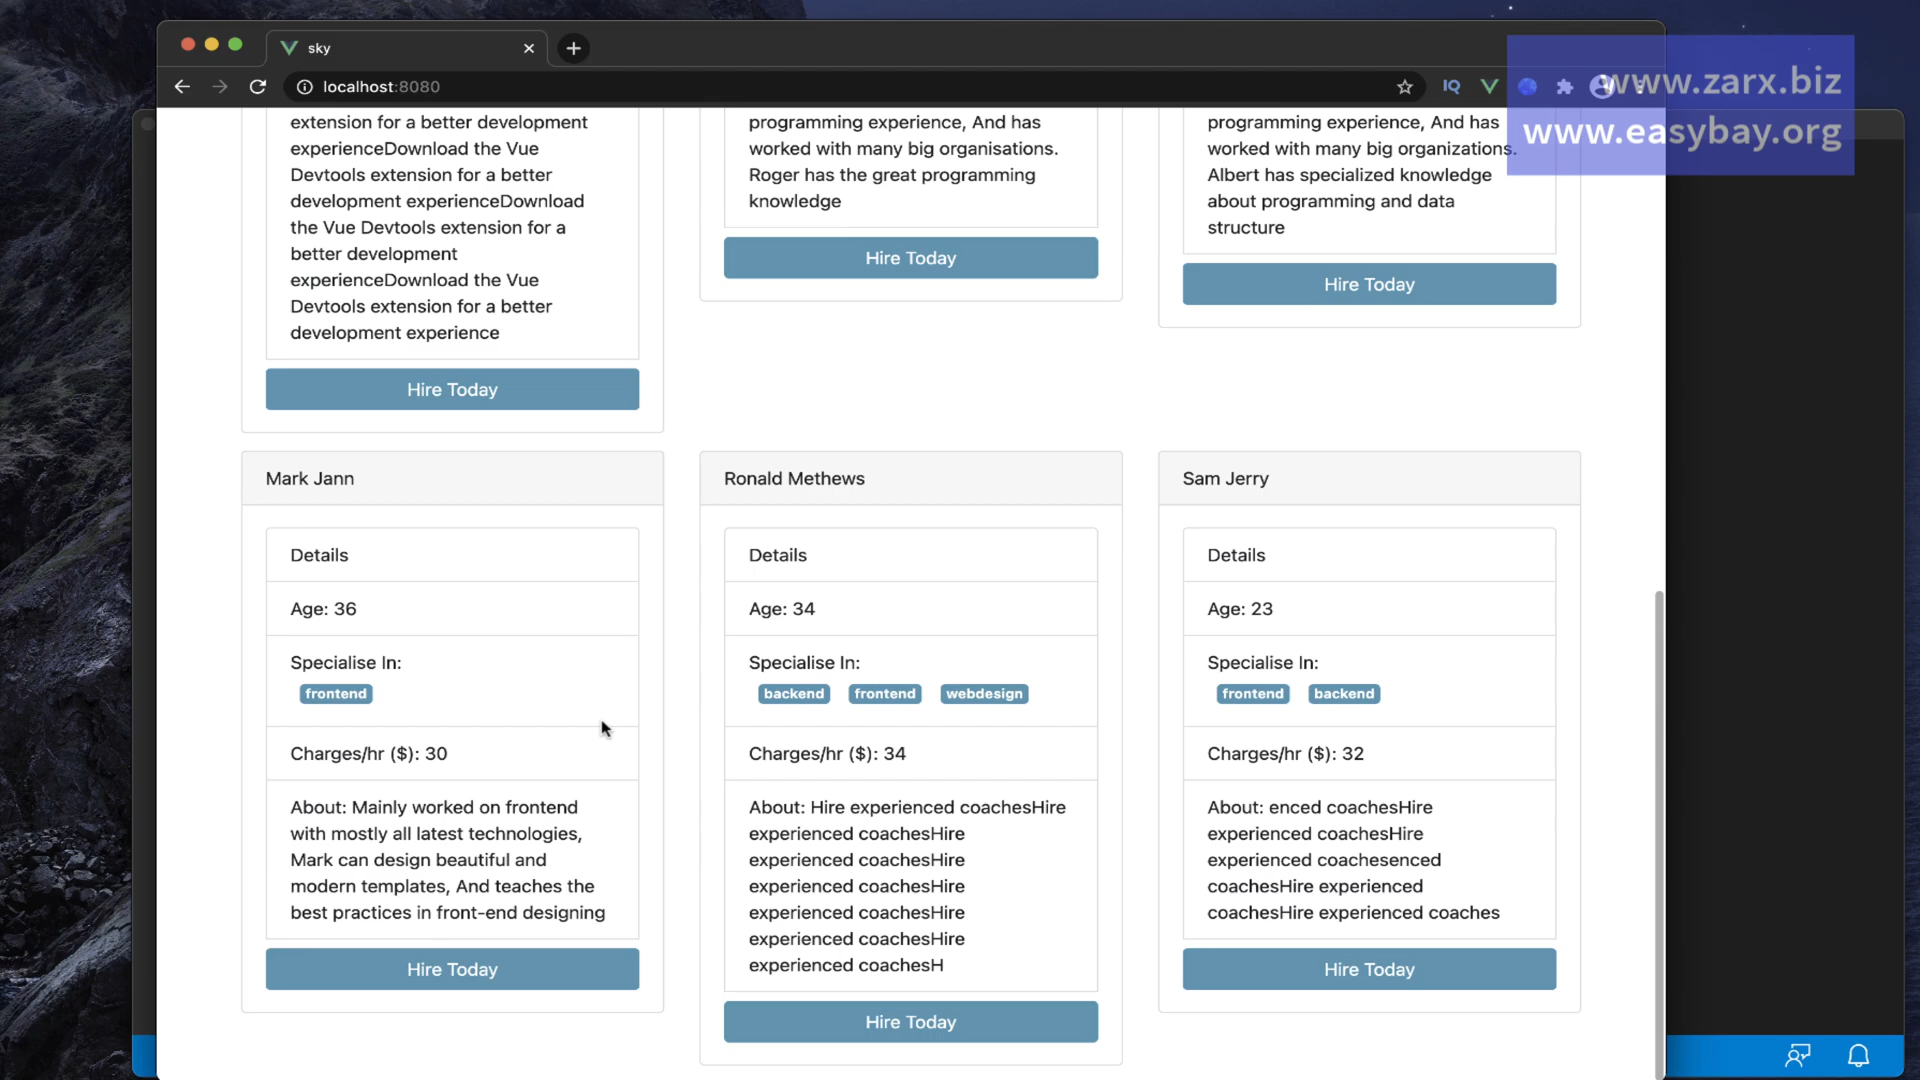 sky
localhost:8080
IQ
www.zarx.biz
www.easybay.org
extension for a better development
experienceDownload the Vue
Devtools extension for a better
development experienceDownload
the Vue Devtools extension for a
better development
experienceDownload the Vue
Devtools extension for a better
development experience
Hire Today
programming experience, And has
worked with many big organisations.
Roger has the great programming
knowledge
Hire Today
programming experience, And has
worked with many big organizations.
Albert has specialized knowledge
about programming and data
structure
Hire Today
Mark Jann
Details
Age: 36
Specialise In:
frontend
Charges/hr ($): 30
About: Mainly worked on frontend
with mostly all latest technologies,
Mark can design beautiful and
modern templates, And teaches the
best practices in front-end designing
Hire Today
Ronald Methews
Details
Age: 34
Specialise In:
backend frontend webdesign
Charges/hr ($): 34
About: Hire experienced coachesHire
experienced coachesHire
experienced coachesHire
experienced coachesHire
experienced coachesHire
experienced coachesHire
experienced coachesH
Hire Today
Sam Jerry
Details
Age: 23
Specialise In:
frontend backend
Charges/hr ($): 32
About: enced coachesHire
experienced coachesHire
experienced coachesenced
coachesHire experienced
coachesHire experienced coaches
Hire Today